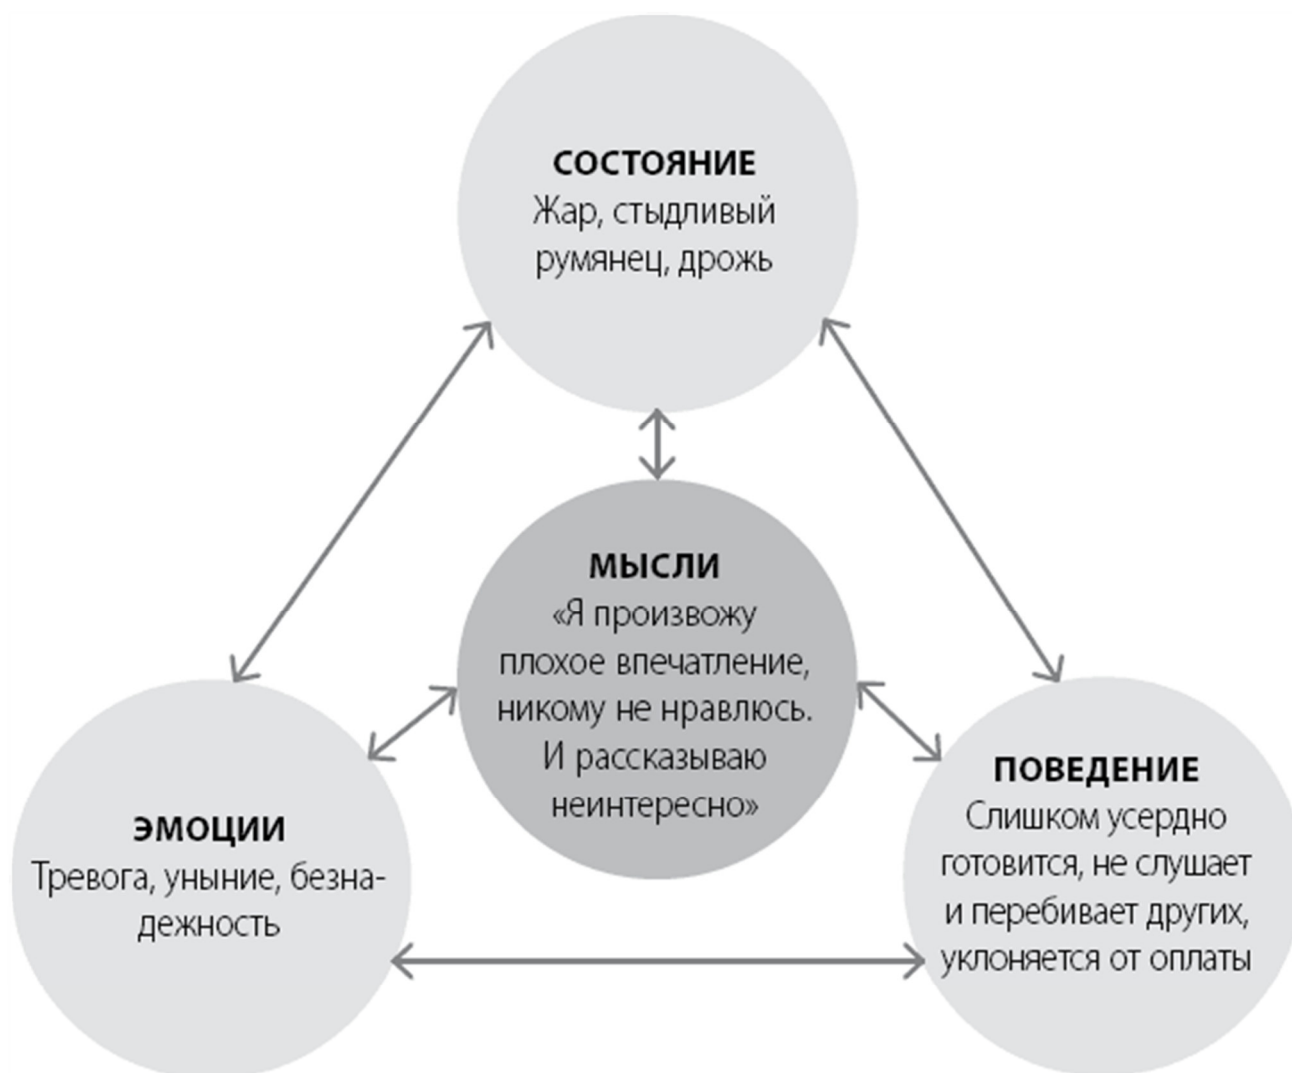 СОСТОЯНИЕ
Жар, стыдливый
румянец, дрожь
МЫСЛИ
«Я произвожу
плохое впечатление,
никому не нравлюсь.
И рассказываю
неинтересно»
ЭМОЦИИ
Тревога, уныние, безна-
дежность
ПОВЕДЕНИЕ
Слишком усердно
готовится, не слушает
и перебивает других,
уклоняется от оплаты